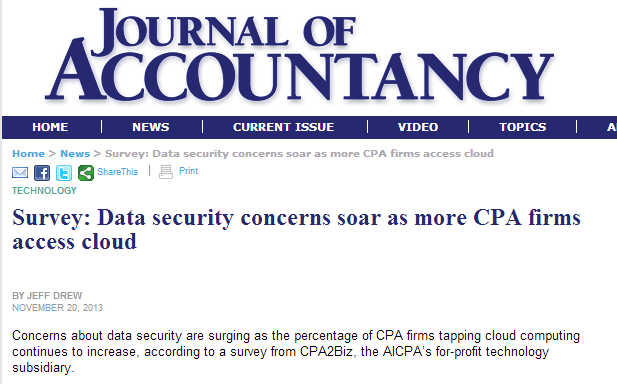 JOURNAL OF
ACCOUNTANCY
HOME NEWS CURRENT ISSUE VIDEO TOPICS
Home > News > Survey: Data security concerns soar as more CPA firms access cloud
ShareThis | Print
TECHNOLOGY
Survey: Data security concerns soar as more CPA firms
access cloud
BY JEFF DREW
NOVEMBER 20, 2013
Concerns about data security are surging as the percentage of CPA firms tapping cloud computing
continues to increase, according to a survey from CPA2Biz, the AICPA's for-profit technology
subsidiary.